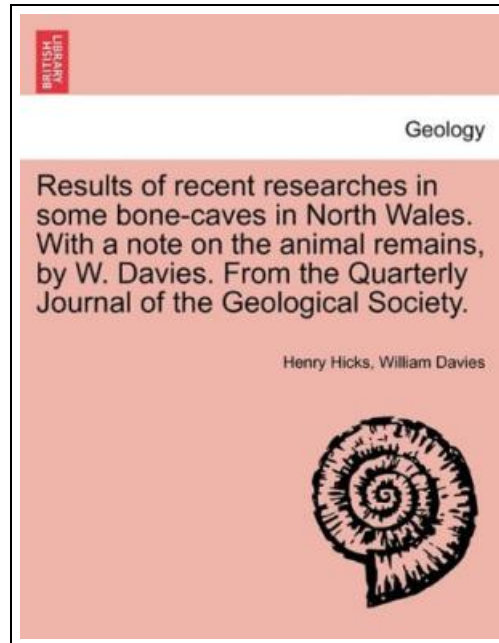 BRITISH
LIBRARY
Geology
Results of recent researches in
some bone-caves in North Wales.
With a note on the animal remains,
by W. Davies. From the Quarterly
Journal of the Geological Society.
Henry Hicks, William Davies